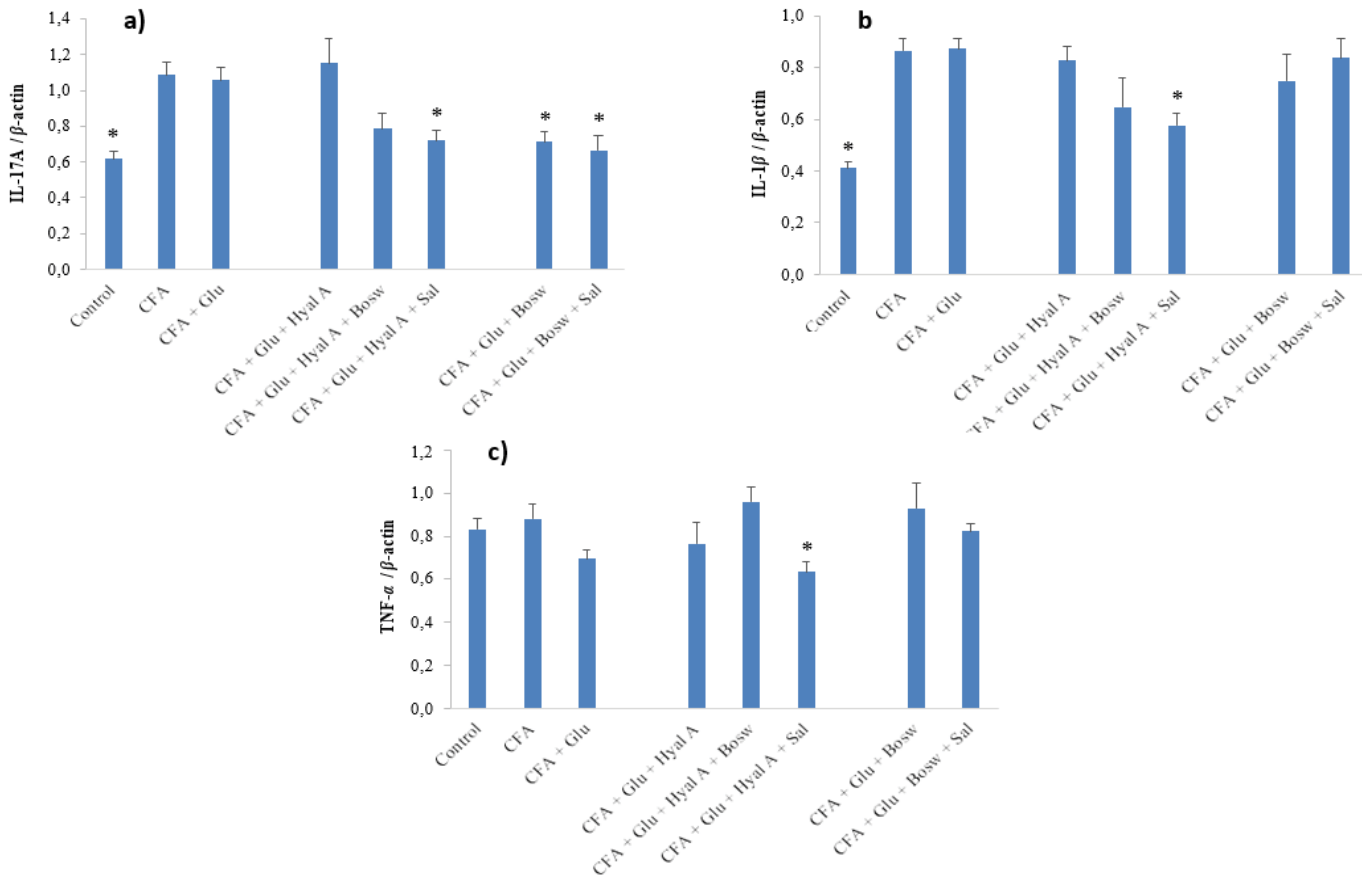 a)
IL-17A / β-actin
1,4
1,2
1,0
0,8
0,6
0,4
0,2
0,0
*
*
*
*
Control
CFA
CFA + Glu
CFA + Glu + Hyal A
CFA + Glu + Hyal A + Bosw
CFA + Glu + Hyal A + Sal
CFA + Glu + Bosw
CFA + Glu + Bosw + Sal
b
IL-1β / β-actin
1,0
0,8
0,6
0,4
0,2
0,0
*
*
Control
CFA
CFA + Glu
CFA + Glu + Hyal A
CFA + Glu + Hyal A + Bosw
CFA + Glu + Hyal A + Sal
CFA + Glu + Bosw
CFA + Glu + Bosw + Sal
c)
TNF-α / β-actin
1,2
1,0
0,8
0,6
0,4
0,2
0,0
*
Control
CFA
CFA + Glu
CFA + Glu + Hyal A
CFA + Glu + Hyal A + Bosw
CFA + Glu + Hyal A + Sal
CFA + Glu + Bosw
CFA + Glu + Bosw + Sal